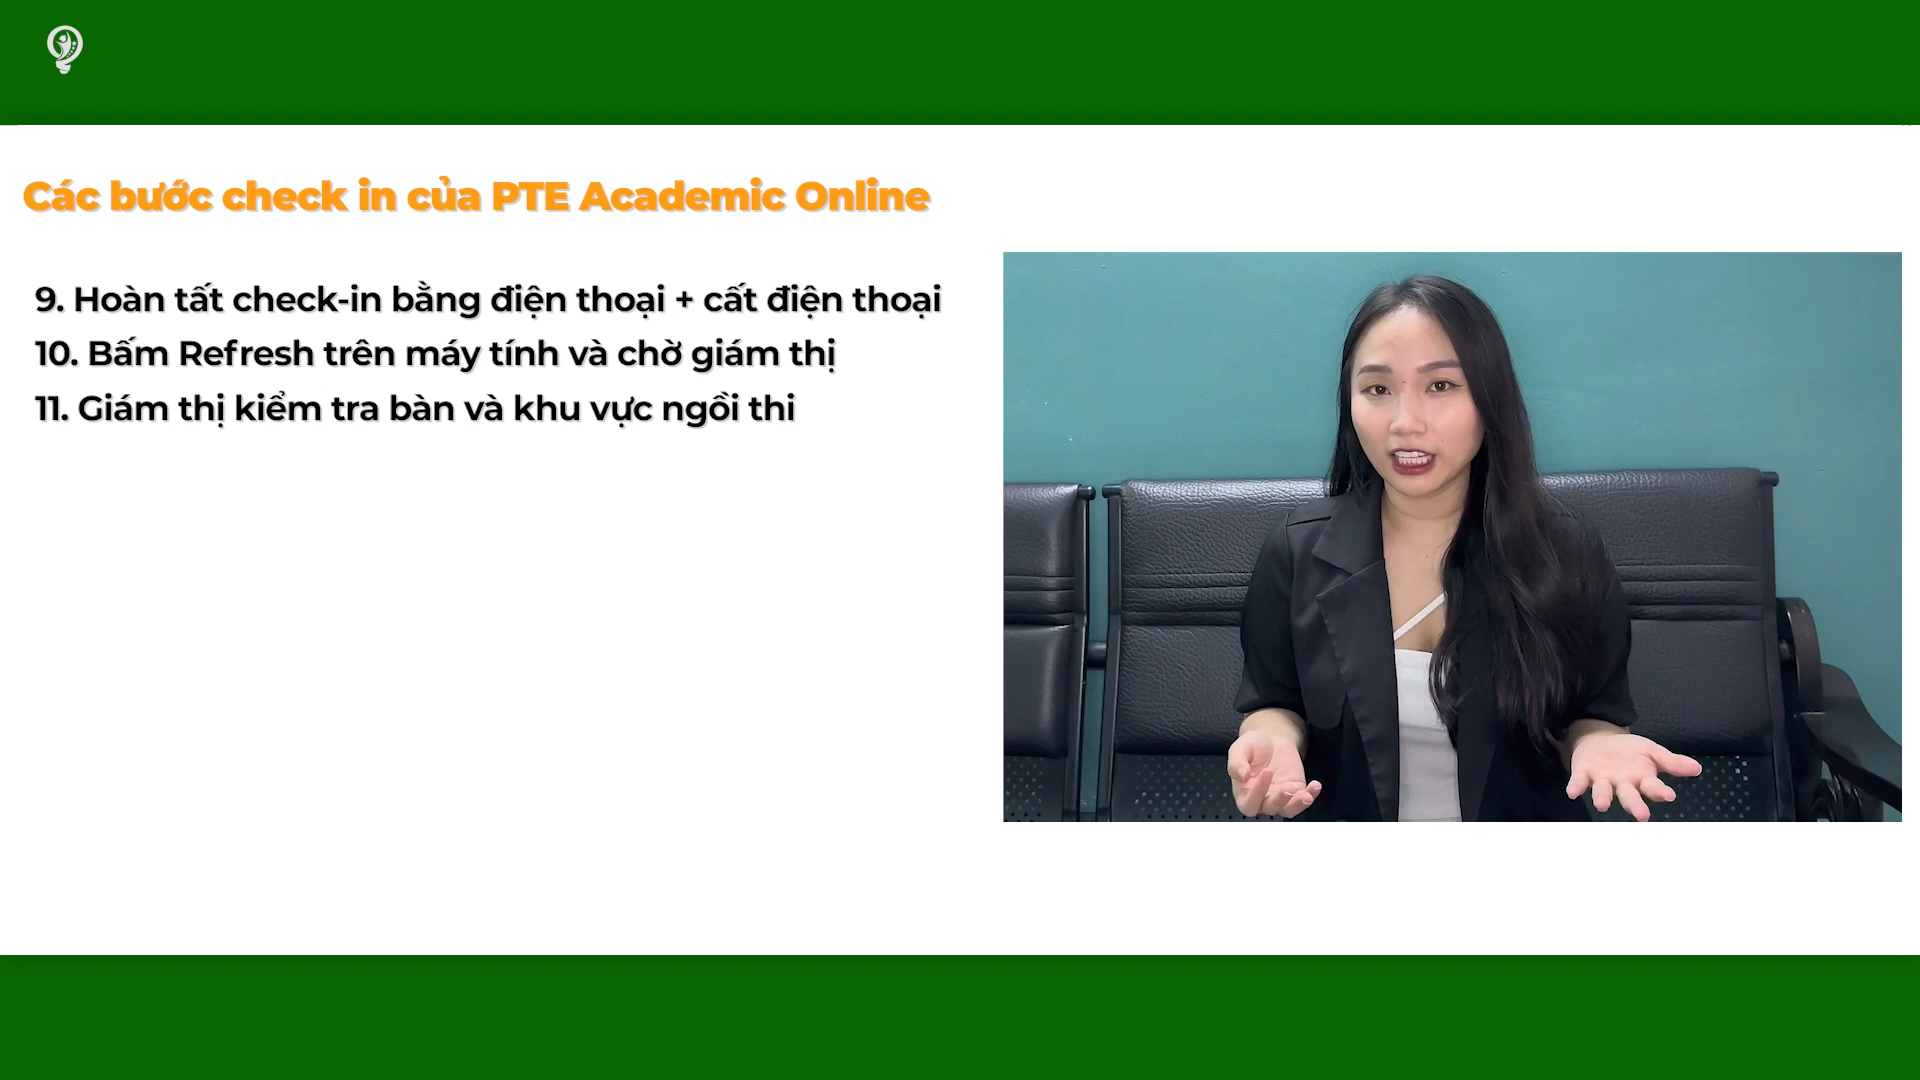 Các bước check in của PTE Academic Online
9. Hoàn tất check-in bằng điện thoại + cất điện thoại
10. Bấm Refresh trên máy tính và chờ giám thị
11. Giám thị kiểm tra bàn và khu vực ngồi thi